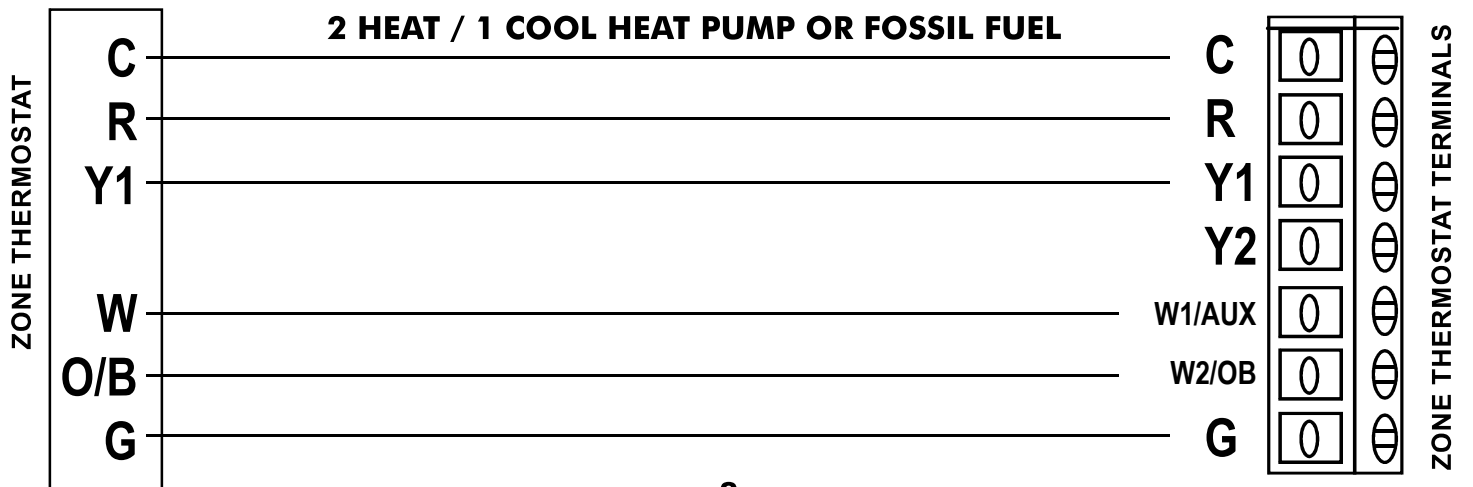 2 HEAT / 1 COOL HEAT PUMP OR FOSSIL FUEL
ZONE THERMOSTAT
C
R
Y1
W
O/B
G
C
R
Y1
Y2
W1/AUX
W2/OB
G
ZONE THERMOSTAT TERMINALS